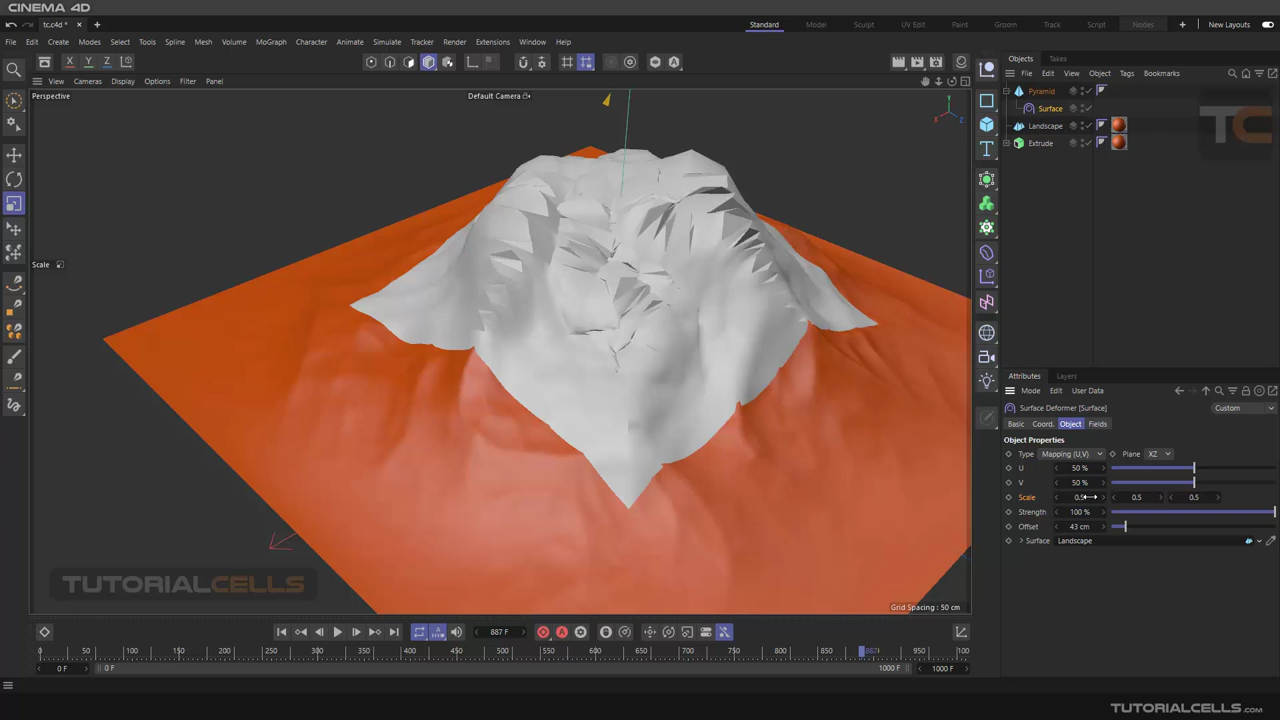 CINEMA 4D
tc.c4d *
Standard Model Sculpt UV Edit Paint Groom Track Script Nodes New Layouts
File Edit Create Modes Select Tools Spline Mesh Volume MoGraph Character Animate Simulate Tracker Render Extensions Window Help
X Y Z
Objects Takes
View Cameras Display Options Filter Panel
File Edit View Object Tags Bookmarks
Perspective
Default Camera
Pyramid
Surface
Landscape
Extrude
TC
Y
X Z
Scale
Attributes Layers
Mode Edit User Data
Surface Deformer [Surface]
Custom
Basic Coord. Object Fields
Object Properties
Type Mapping (U,V) Plane XZ
U 50 %
V 50 %
Scale 0.5 0.5 0.5
Strength 100 %
Offset 43 cm
Surface Landscape
TUTORIALCELLS
Grid Spacing : 50 cm
887 F
0 50 100 150 200 250 300 350 400 450 500 550 600 650 700 750 800 850 887 950 100
0 F 0 F 1000 F 1000 F
TUTORIALCELLS.COM